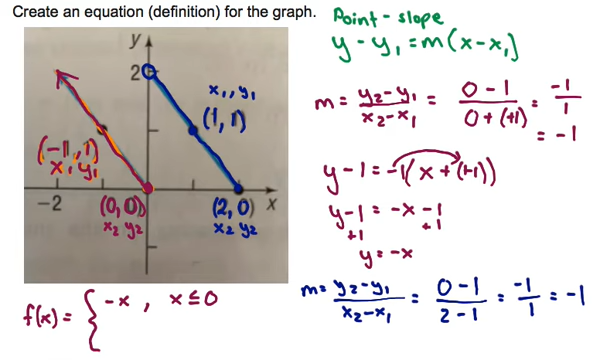 Create an equation (definition) for the graph.
Point - slope
y - y₁ = m(x - x₁)
y
2
x₁, y₁
(1, 1)
(-1, 1)
x₁ y₁
-2
(0, 0)
x₂ y₂
(2, 0)
x₂ y₂
x
m = y₂ - y₁ / x₂ - x₁ = 0 - 1 / 0 + (+1) = -1 / 1
= -1
y - 1 = -1(x + (+1))
y - 1 = -x - 1
+1 +1
y = -x
m = y₂ - y₁ / x₂ - x₁ = 0 - 1 / 2 - 1 = -1 / 1 = -1
f(x) = { -x , x ≤ 0